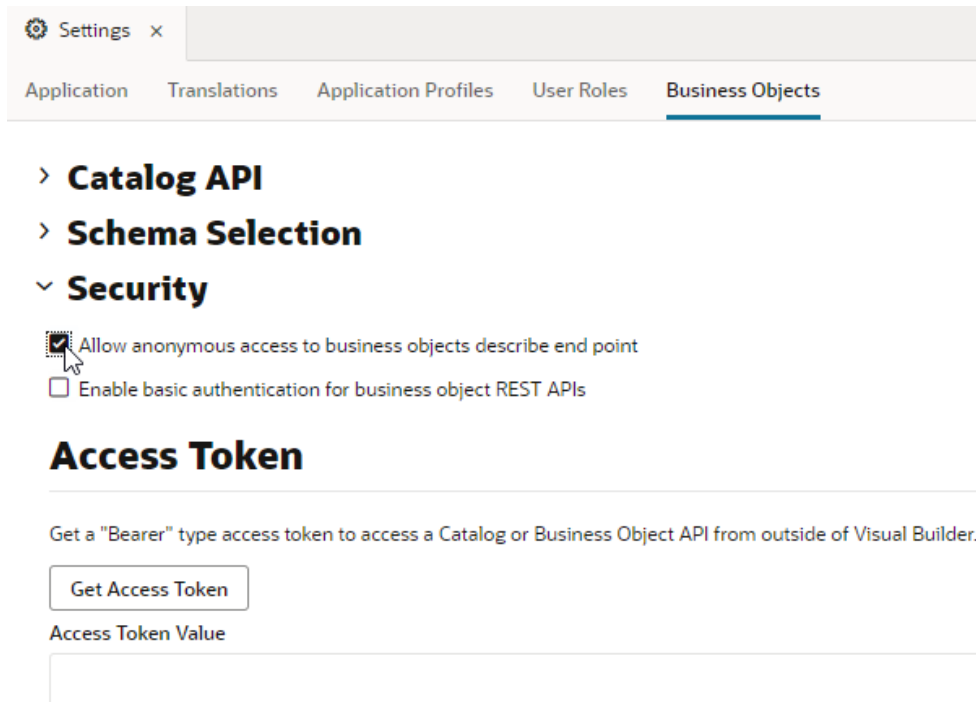 Settings ×
Application Translations Application Profiles User Roles Business Objects
Catalog API
Schema Selection
Security
Allow anonymous access to business objects describe end point
Enable basic authentication for business object REST APIs
Access Token
Get a "Bearer" type access token to access a Catalog or Business Object API from outside of Visual Builder.
Get Access Token
Access Token Value